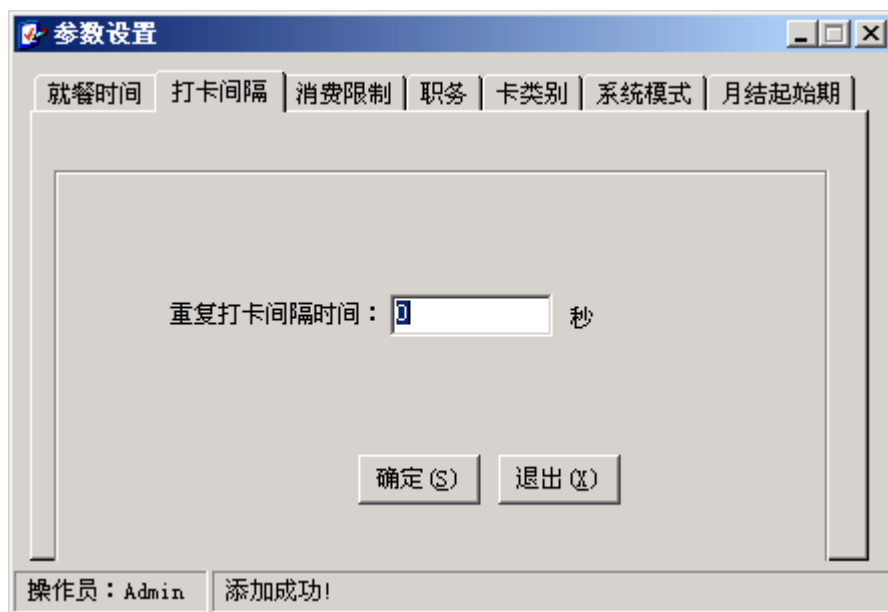 参数设置
就餐时间 打卡间隔 消费限制 职务 卡类别 系统模式 月结起始期
重复打卡间隔时间：0 秒
确定(S) 退出(X)
操作员：Admin 添加成功!